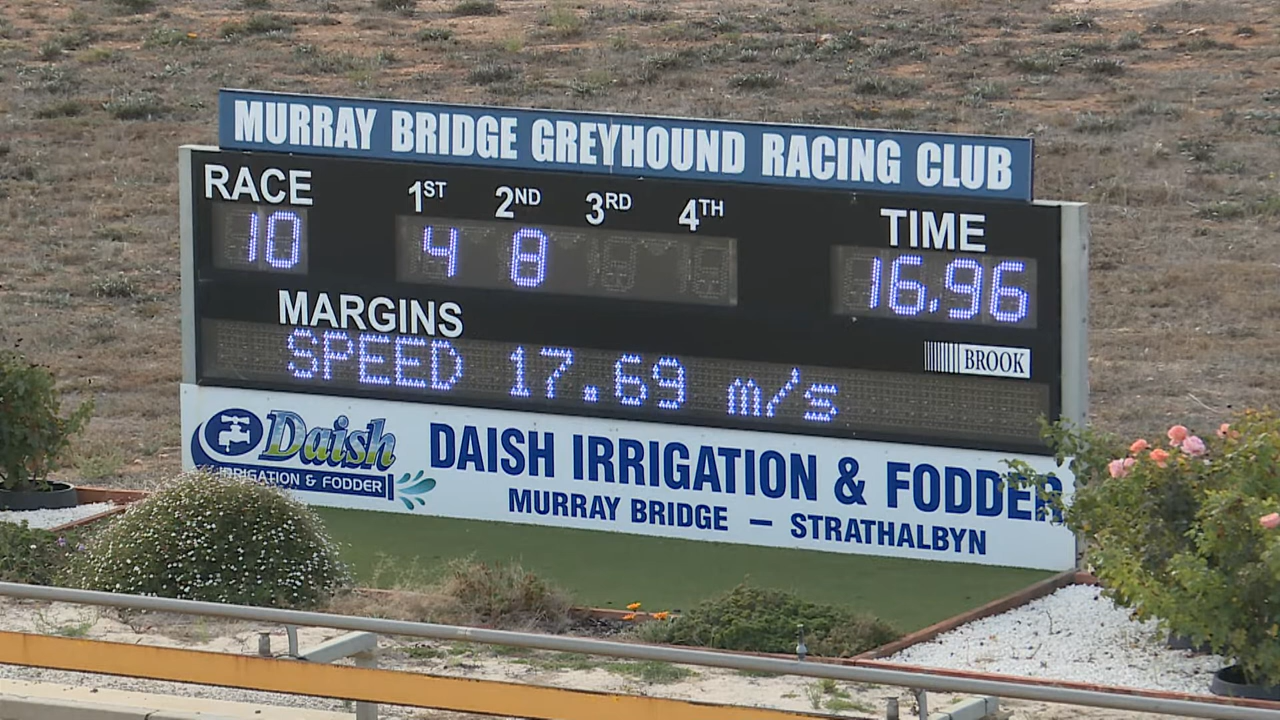 MURRAY BRIDGE GREYHOUND RACING CLUB
RACE 1ST 2ND 3RD 4TH TIME
10 4 8 16.96
MARGINS
BROOK
SPEED 17.69 m/s
Daish
IRRIGATION & FODDER
DAISH IRRIGATION & FODDER
MURRAY BRIDGE — STRATHALBYN